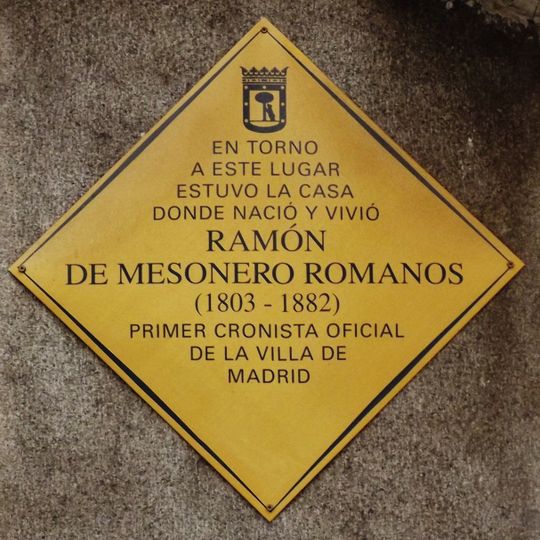 EN TORNO
A ESTE LUGAR
ESTUVO LA CASA
DONDE NACIÓ Y VIVIÓ
RAMÓN
DE MESONERO ROMANOS
(1803 - 1882)
PRIMER CRONISTA OFICIAL
DE LA VILLA DE
MADRID